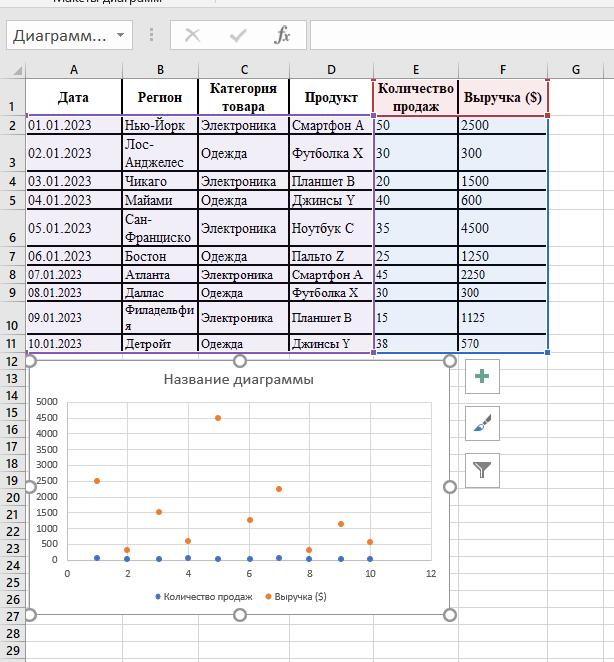 Диаграмм...
fx
A B C D E F G
1 Дата Регион Категория товара Продукт Количество продаж Выручка ($)
2 01.01.2023 Нью-Йорк Электроника Смартфон A 50 2500
3 02.01.2023 Лос-Анджелес Одежда Футболка X 30 300
4 03.01.2023 Чикаго Электроника Планшет B 20 1500
5 04.01.2023 Майами Одежда Джинсы Y 40 600
6 05.01.2023 Сан-Франциско Электроника Ноутбук C 35 4500
7 06.01.2023 Бостон Одежда Пальто Z 25 1250
8 07.01.2023 Атланта Электроника Смартфон A 45 2250
9 08.01.2023 Даллас Одежда Футболка X 30 300
10 09.01.2023 Филадельфия Электроника Планшет B 15 1125
11 10.01.2023 Детройт Одежда Джинсы Y 38 570
12
13
14
15
16
17
18
19
20
21
22
23
24
25
26
27
28
29
Название диаграммы
5000
4500
4000
3500
3000
2500
2000
1500
1000
500
0
0 2 4 6 8 10 12
Количество продаж Выручка ($)